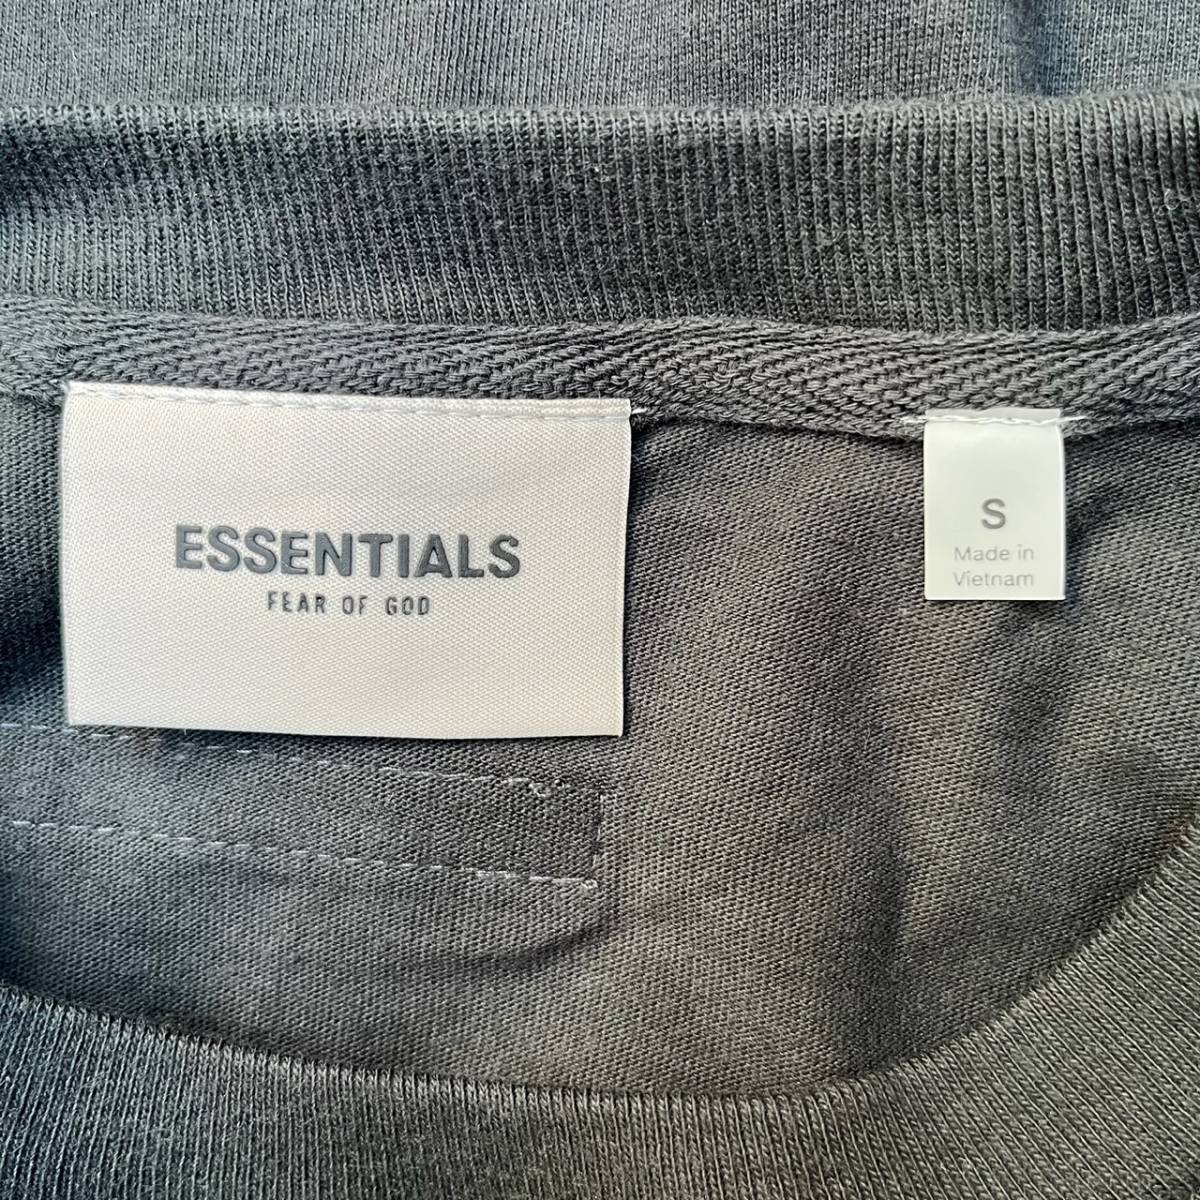 ESSENTIALS
FEAR OF GOD
S
Made in
Vietnam